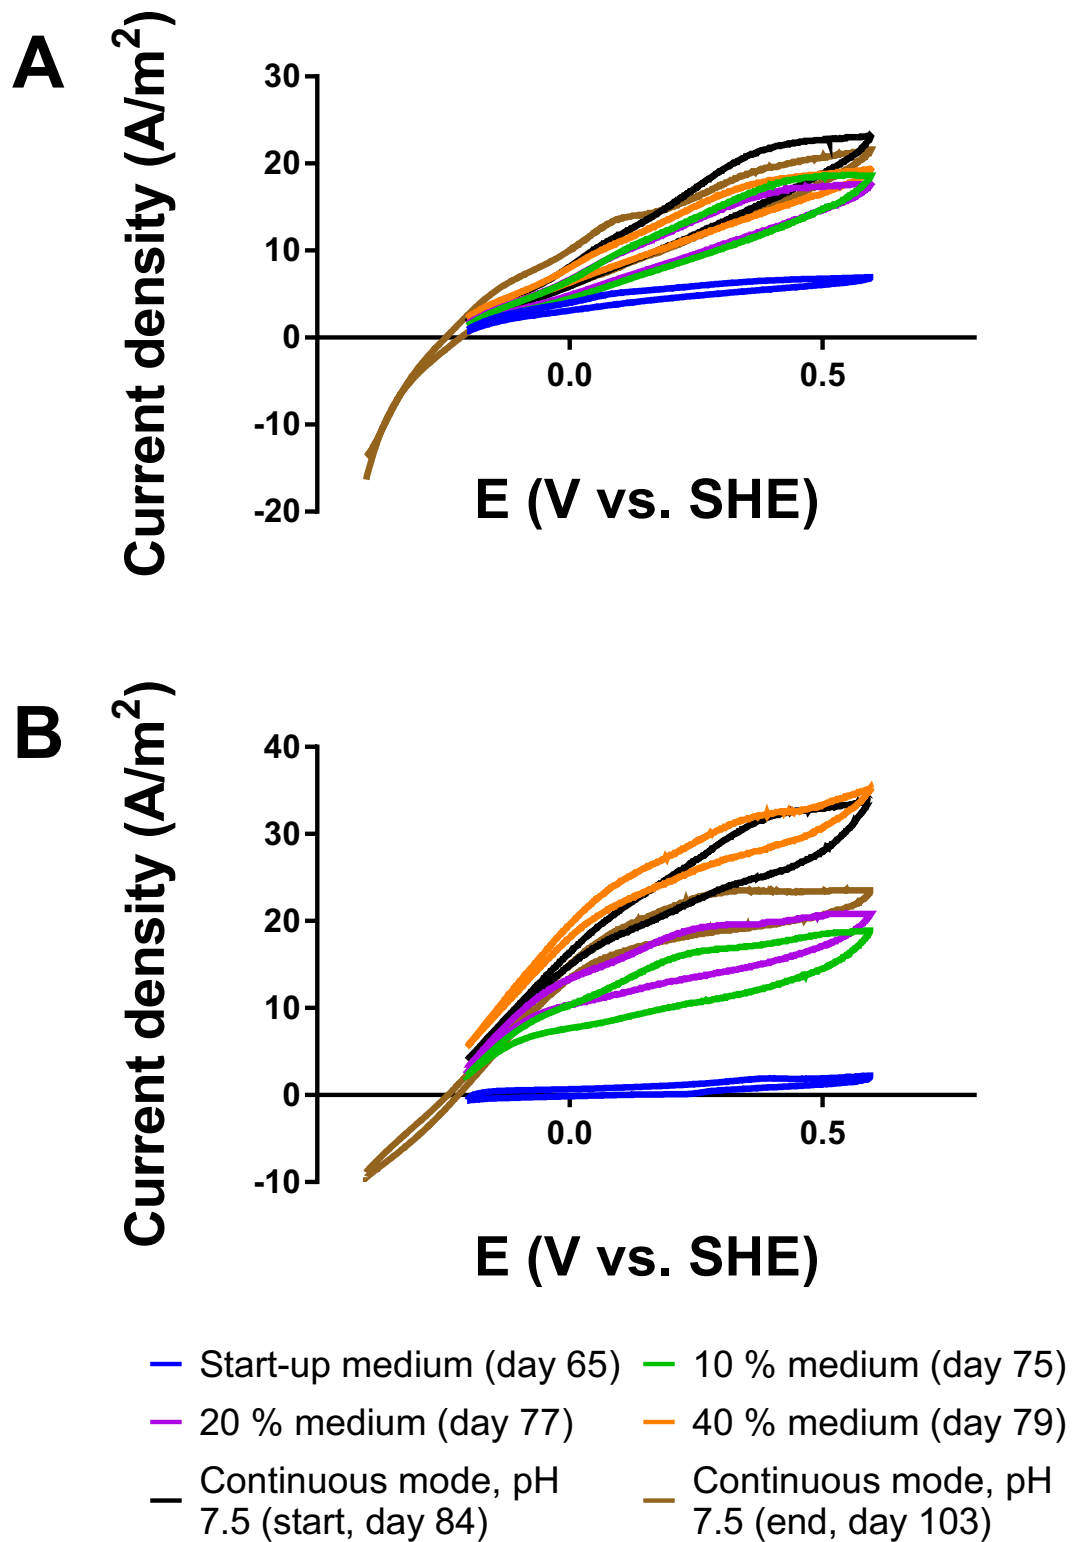 A
Current density (A/m²)
30
20
10
0
-10
-20
0.0
0.5
E (V vs. SHE)
B
Current density (A/m²)
40
30
20
10
0
-10
0.0
0.5
E (V vs. SHE)
Start-up medium (day 65)
10 % medium (day 75)
20 % medium (day 77)
40 % medium (day 79)
Continuous mode, pH
7.5 (start, day 84)
Continuous mode, pH
7.5 (end, day 103)